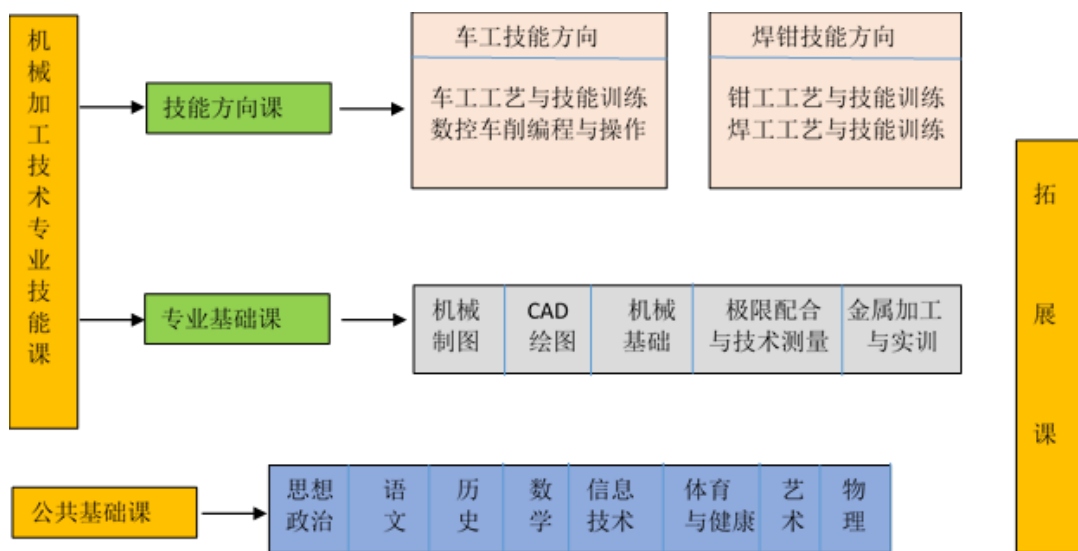 机械加工技术专业技能课
技能方向课
车工技能方向
车工工艺与技能训练
数控车削编程与操作
焊钳技能方向
钳工工艺与技能训练
焊工工艺与技能训练
专业基础课
机械
制图
CAD
绘图
机械
基础
极限配合
与技术测量
金属加工
与实训
公共基础课
思想
政治
语
文
历
史
数
学
信息
技术
体育
与健康
艺
术
物
理
拓展课